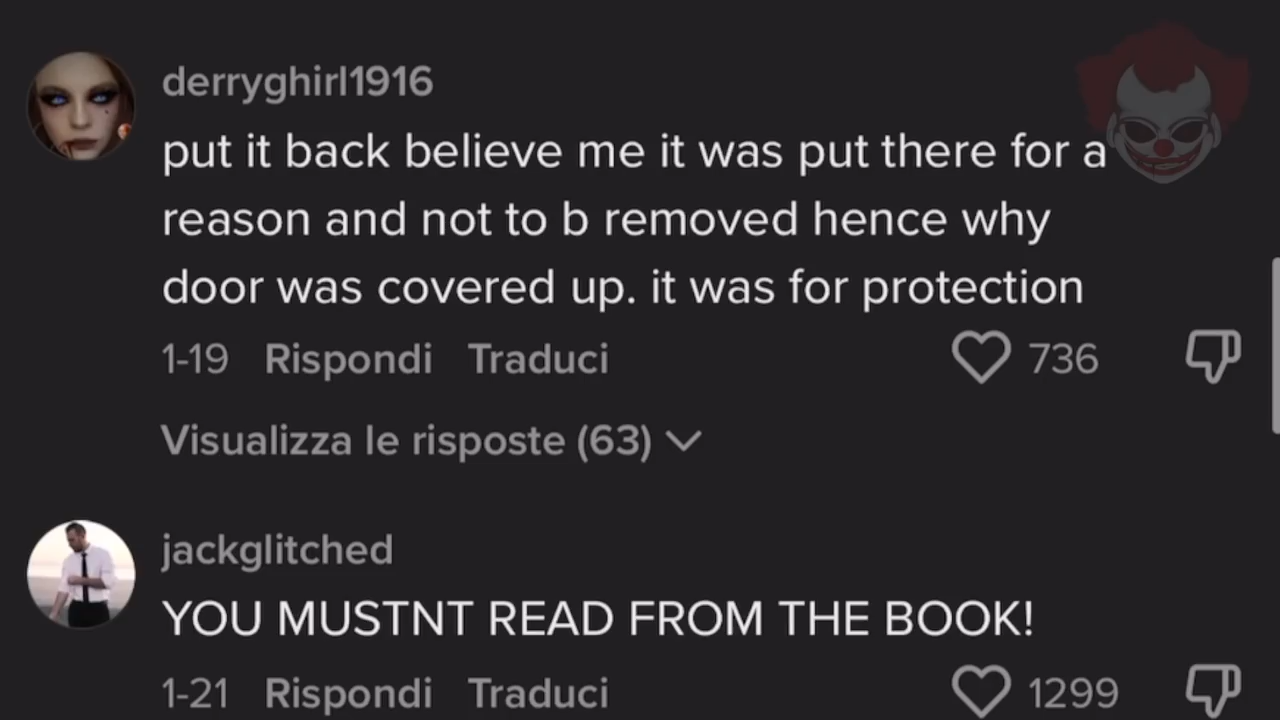 derryghirl1916
put it back believe me it was put there for a
reason and not to b removed hence why
door was covered up. it was for protection
1-19 Rispondi Traduci 736
Visualizza le risposte (63)
jackglitched
YOU MUSTNT READ FROM THE BOOK!
1-21 Rispondi Traduci 1299